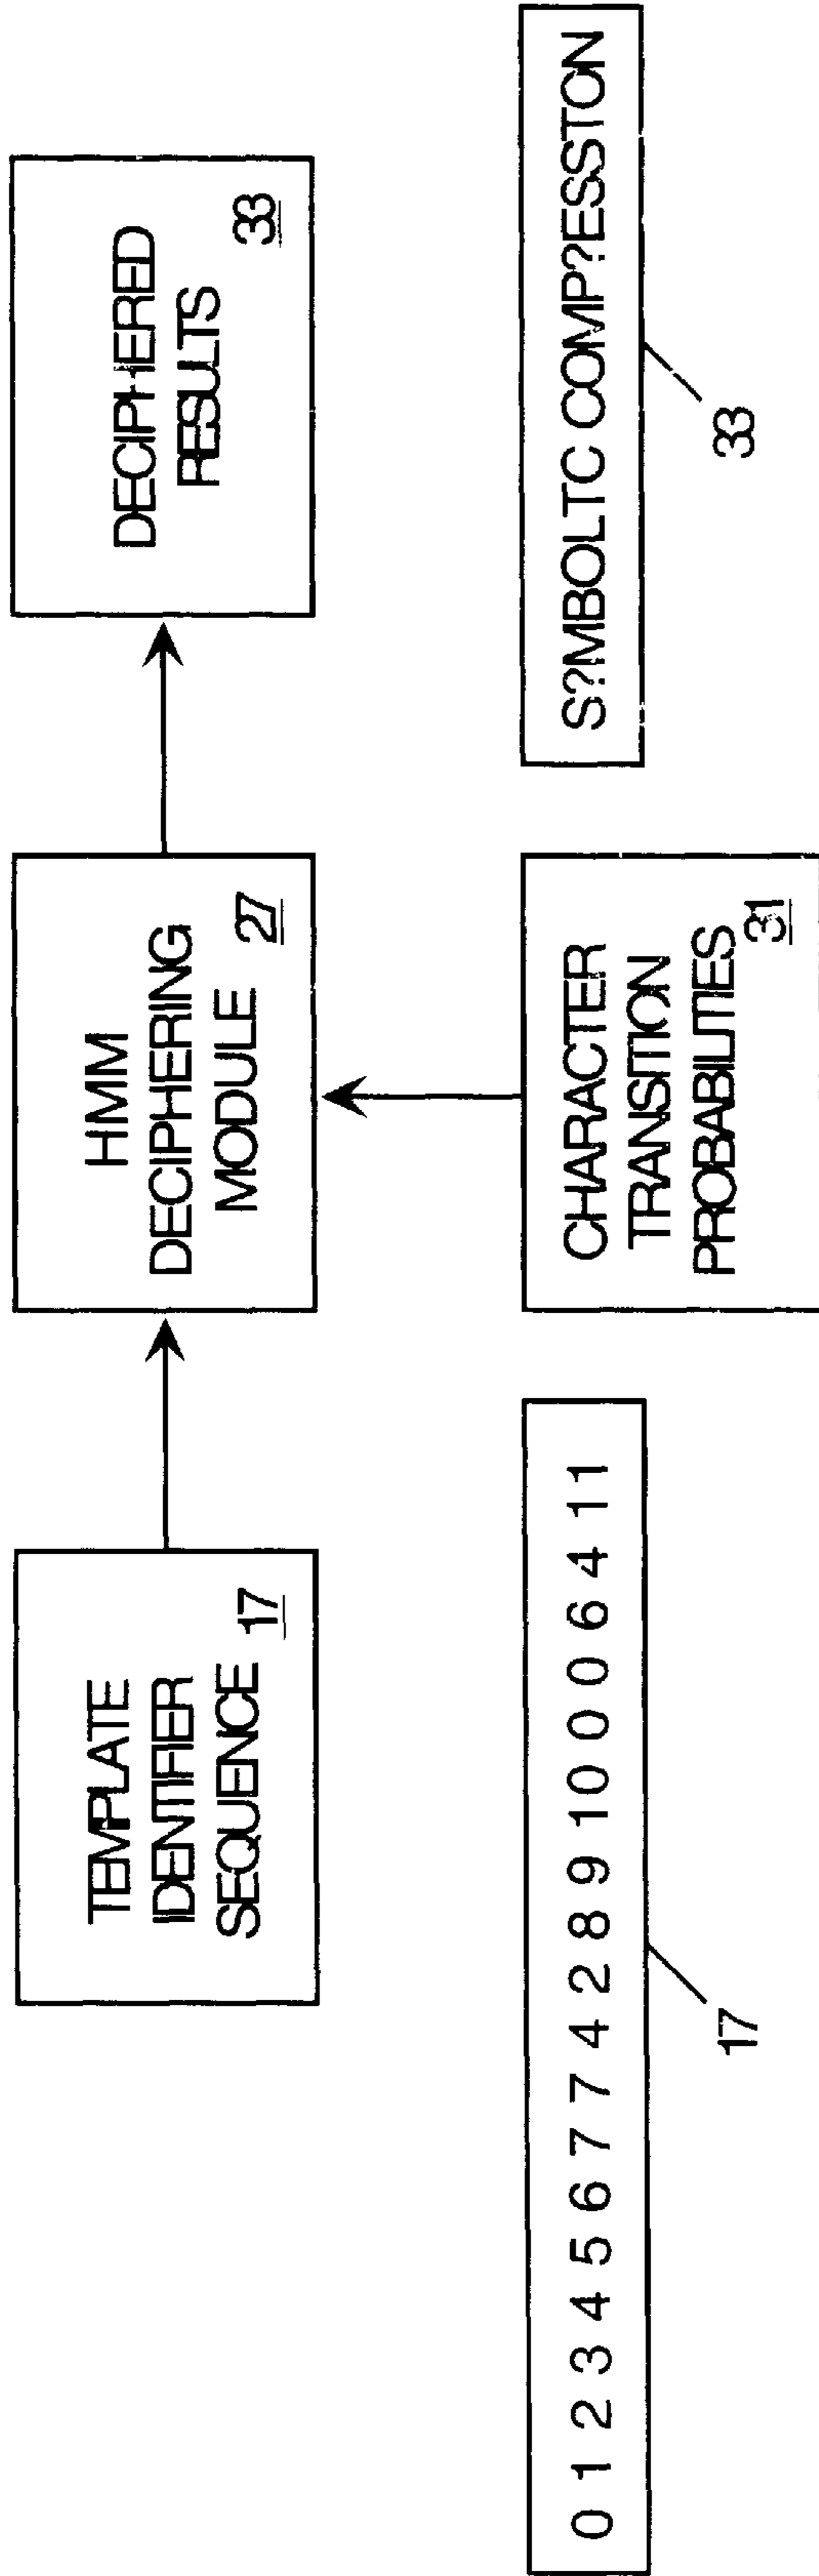 TEMPLATE
IDENTIFIER
SEQUENCE 17
HMM
DECIPHERING
MODULE 27
DECIPHERED
RESULTS 33
0 1 2 3 4 5 6 7 7 4 2 8 9 10 0 0 6 4 11
17
CHARACTER
TRANSITION
PROBABILITIES 31
S?MBOLTC COMP?ESSTON
33